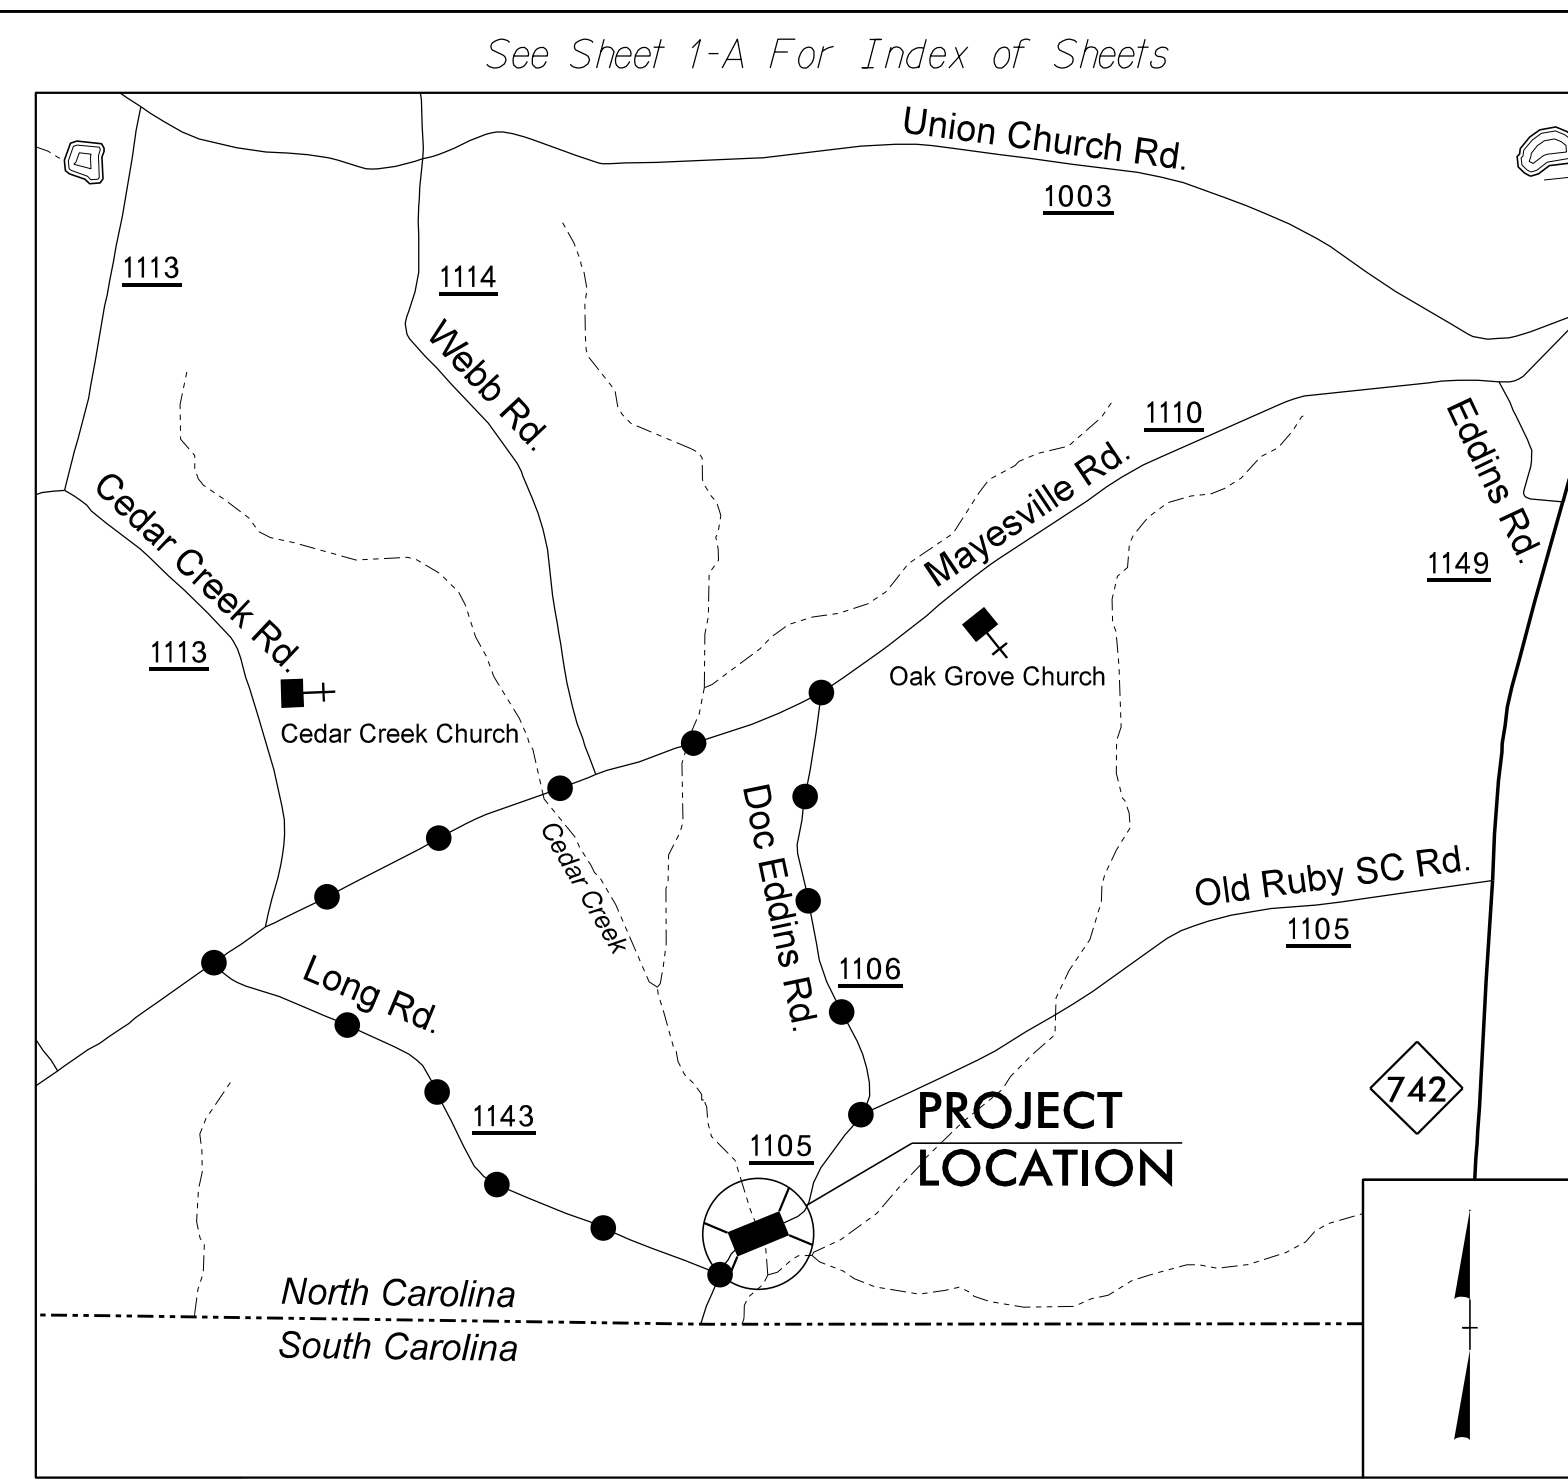 See Sheet 1-A For Index of Sheets
Union Church Rd.
1003
1113
1114
Webb Rd.
1110
Mayesville Rd.
Eddins Rd.
1149
Cedar Creek Rd.
1113
Cedar Creek Church
Oak Grove Church
Doc Eddins Rd.
Cedar Creek
Old Ruby SC Rd.
1105
1106
Long Rd.
742
1143
1105
PROJECT
LOCATION
North Carolina
South Carolina